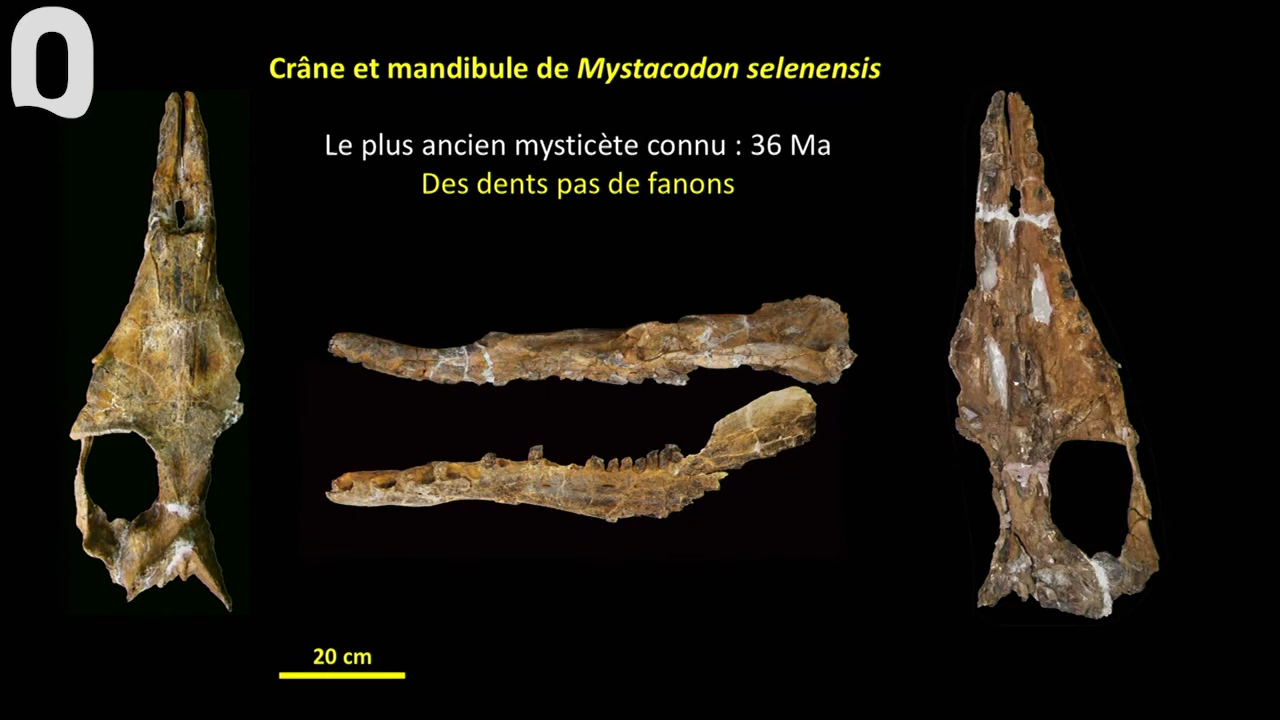 Q
Crâne et mandibule de Mystacodon selenensis
Le plus ancien mysticète connu : 36 Ma
Des dents pas de fanons
20 cm